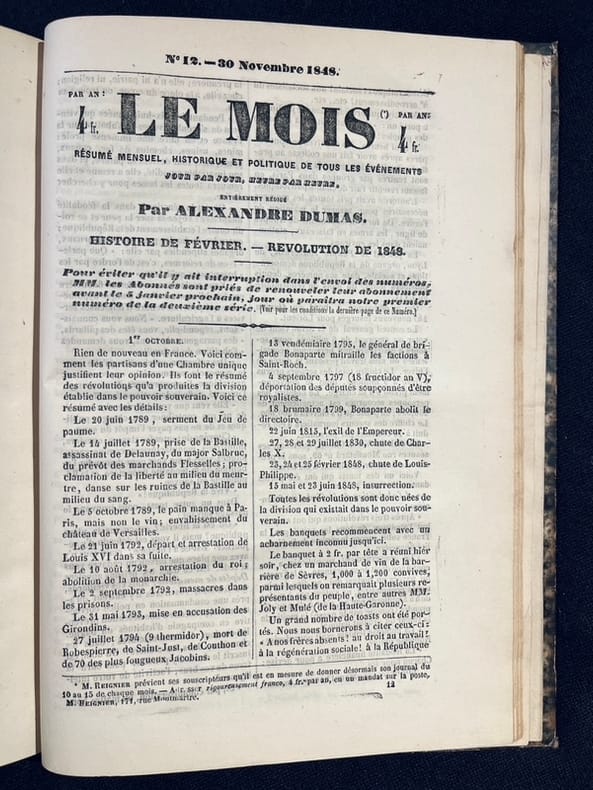 N° 12. — 30 Novembre 1848.
PAR AN:
4 fr.
LE MOIS (*)
PAR AN:
4 fr.
RÉSUMÉ MENSUEL, HISTORIQUE ET POLITIQUE DE TOUS LES ÉVÉNEMENTS
JOUR PAR JOUR, HEURE PAR HEURE,
ENTIÈREMENT RÉDIGÉ
Par ALEXANDRE DUMAS.
HISTOIRE DE FÉVRIER. — REVOLUTION DE 1848.
Pour éviter qu'il y ait interruption dans l'envoi des numéros,
MM. les Abonnés sont priés de renouveler leur abonnement
avant le 5 janvier prochain, jour où paraîtra notre premier
numéro de la deuxième série. (Voir pour les conditions la dernière page de ce Numéro.)
1er OCTOBRE.
Rien de nouveau en France. Voici com-
ment les partisans d'une Chambre unique
justifient leur opinion. Ils font le résumé
des révolutions qu'a produites la division
établie dans le pouvoir souverain. Voici ce
résumé avec les détails:
Le 20 juin 1789, serment du Jeu de
paume.
Le 14 juillet 1789, prise de la Bastille,
assassinat de Delaunay, du major Salbruc,
du prévôt des marchands Flesselles; pro-
clamation de la liberté au milieu du meur-
tre, danse sur les ruines de la Bastille au
milieu du sang.
Le 5 octobre 1789, le pain manque à Pa-
ris, mais non le vin; envahissement du
château de Versailles.
Le 21 juin 1792, départ et arrestation de
Louis XVI dans sa fuite.
Le 10 août 1792, arrestation du roi;
abolition de la monarchie.
Le 2 septembre 1792, massacres dans
les prisons.
Le 31 mai 1793, mise en accusation des
Girondins.
27 juillet 1794 (9 thermidor), mort de
Robespierre, de Saint-Just, de Couthon et
de 70 des plus fougueux Jacobins.
13 vendémiaire 1795, le général de bri-
gade Bonaparte mitraille les factions à
Saint-Roch.
4 septembre 1797 (18 fructidor an V),
déportation des députés soupçonnés d'être
royalistes.
18 brumaire 1799, Bonaparte abolit le
directoire.
22 juin 1815, l'exil de l'Empereur.
27, 28 et 29 juillet 1830, chute de Char-
les X.
23, 24 et 25 février 1848, chute de Louis-
Philippe.
15 mai et 23 juin 1848, insurrection.
Toutes les révolutions sont donc nées de
la division qui existait dans le pouvoir sou-
verain.
Les banquets recommencent avec un
acharnement inconnu jusqu'ici.
Le banquet à 2 fr. par tête a réuni hier
soir, chez un marchand de vin de la bar-
rière de Sèvres, 1,000 à 1,200 convives,
parmi lesquels on remarquait plusieurs re-
présentants du peuple, entre autres MM.
Joly et Mulé (de la Haute-Garonne).
Un grand nombre de toasts ont été por-
tés. Nous nous bornerons à citer ceux-ci:
« A nos frères absents! au droit au travail!
à la régénération sociale! à la République
* M. REIGNIER prévient ses souscripteurs qu'il est en mesure de donner désormais son journal du
10 au 15 de chaque mois. — Adresser rigoureusement franco, 4 fr. par an, en un mandat sur la poste,
M. REIGNIER, 171, rue Montmartre.
12